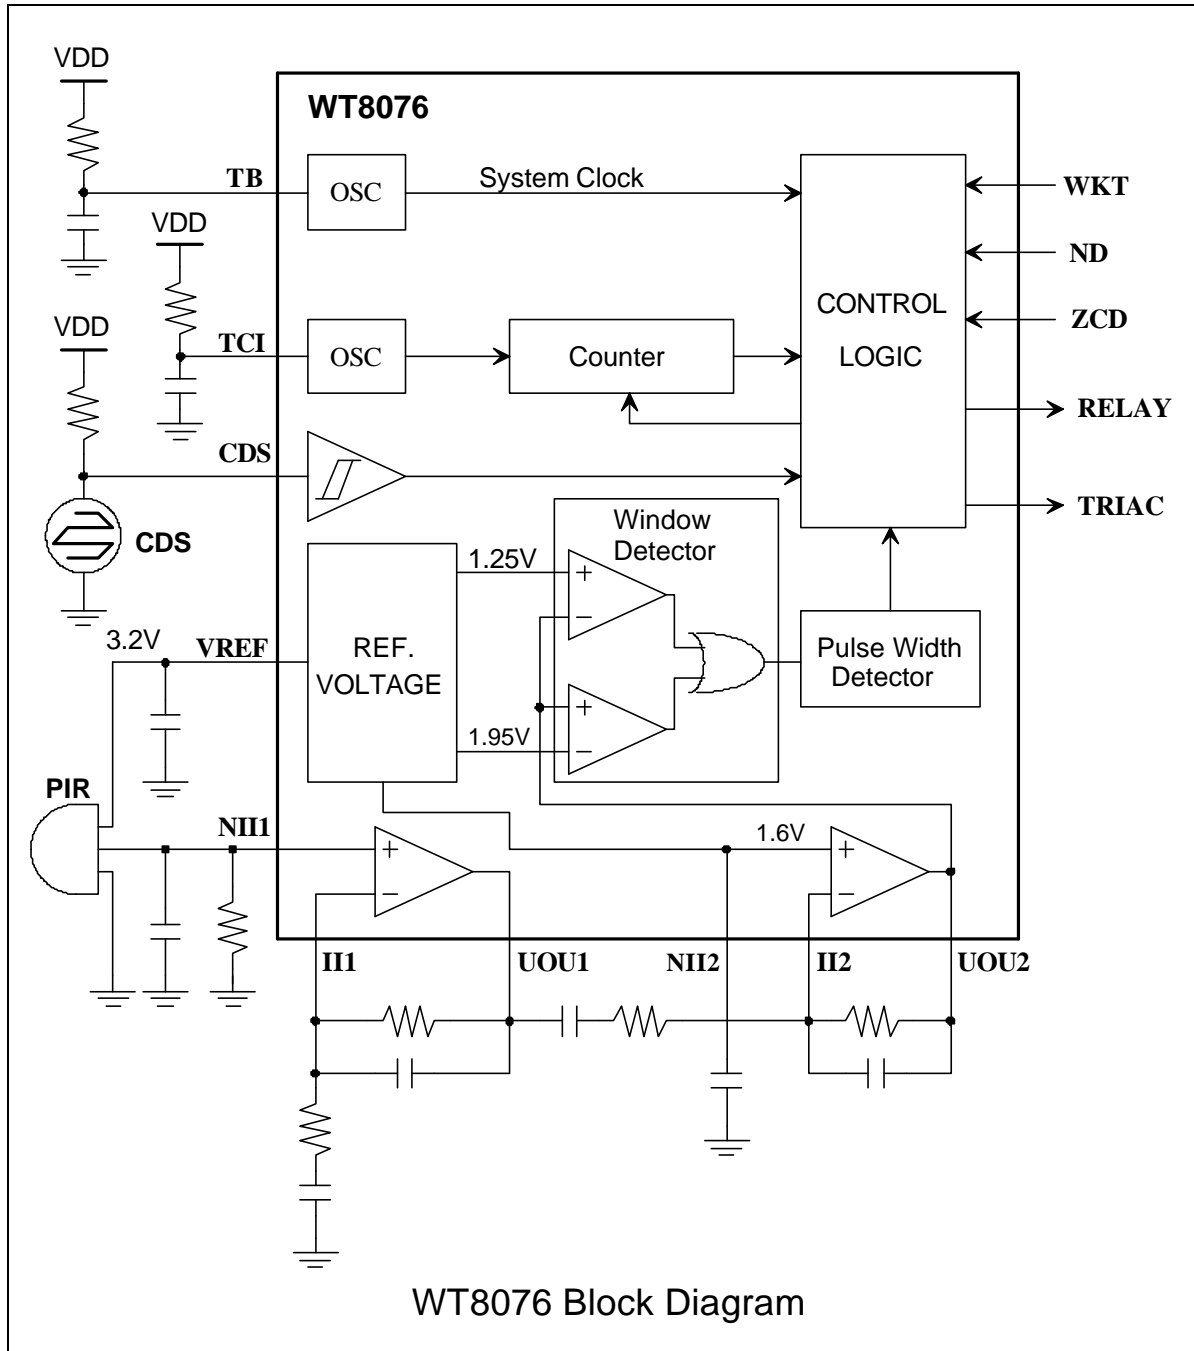 VDD
WT8076
TB
OSC
System Clock
WKT
VDD
ND
CONTROL
LOGIC
ZCD
VDD
TCI
OSC
Counter
RELAY
CDS
TRIAC
CDS
Window
Detector
1.25V
3.2V
VREF
REF.
VOLTAGE
Pulse Width
Detector
1.95V
PIR
NII1
1.6V
II1
UOU1
NII2
II2
UOU2
WT8076 Block Diagram